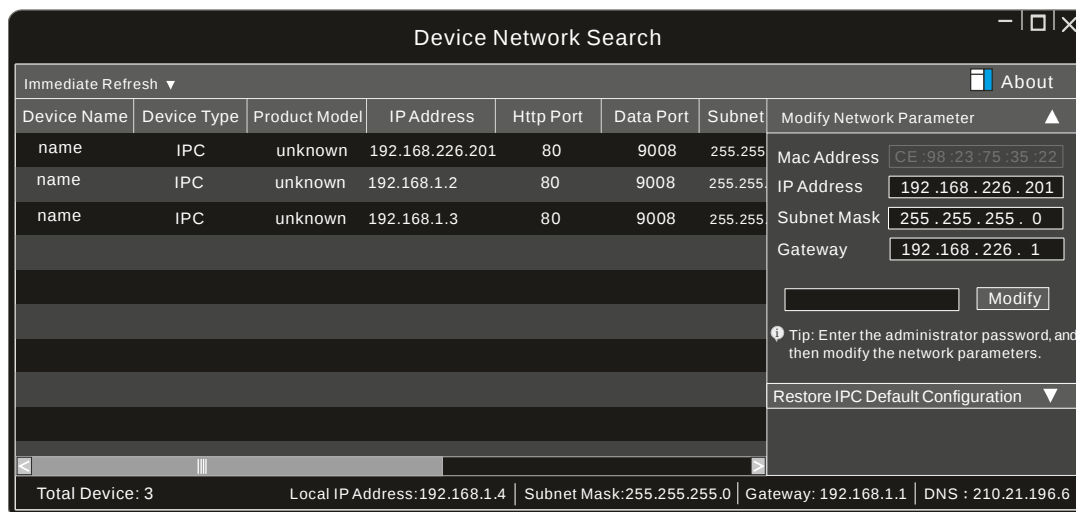 Device Network Search
Immediate Refresh ▼
About
Device Name Device Type Product Model IP Address Http Port Data Port Subnet
name IPC unknown 192.168.226.201 80 9008 255.255
name IPC unknown 192.168.1.2 80 9008 255.255.
name IPC unknown 192.168.1.3 80 9008 255.255.
Modify Network Parameter ▲
Mac Address CE :98 :23 :75 :35 :22
IP Address 192 .168 . 226 . 201
Subnet Mask 255 . 255 . 255 . 0
Gateway 192 .168 . 226 . 1
Modify
Tip: Enter the administrator password, and
then modify the network parameters.
Restore IPC Default Configuration ▼
Total Device: 3 Local IP Address:192.168.1.4 Subnet Mask:255.255.255.0 Gateway: 192.168.1.1 DNS : 210.21.196.6